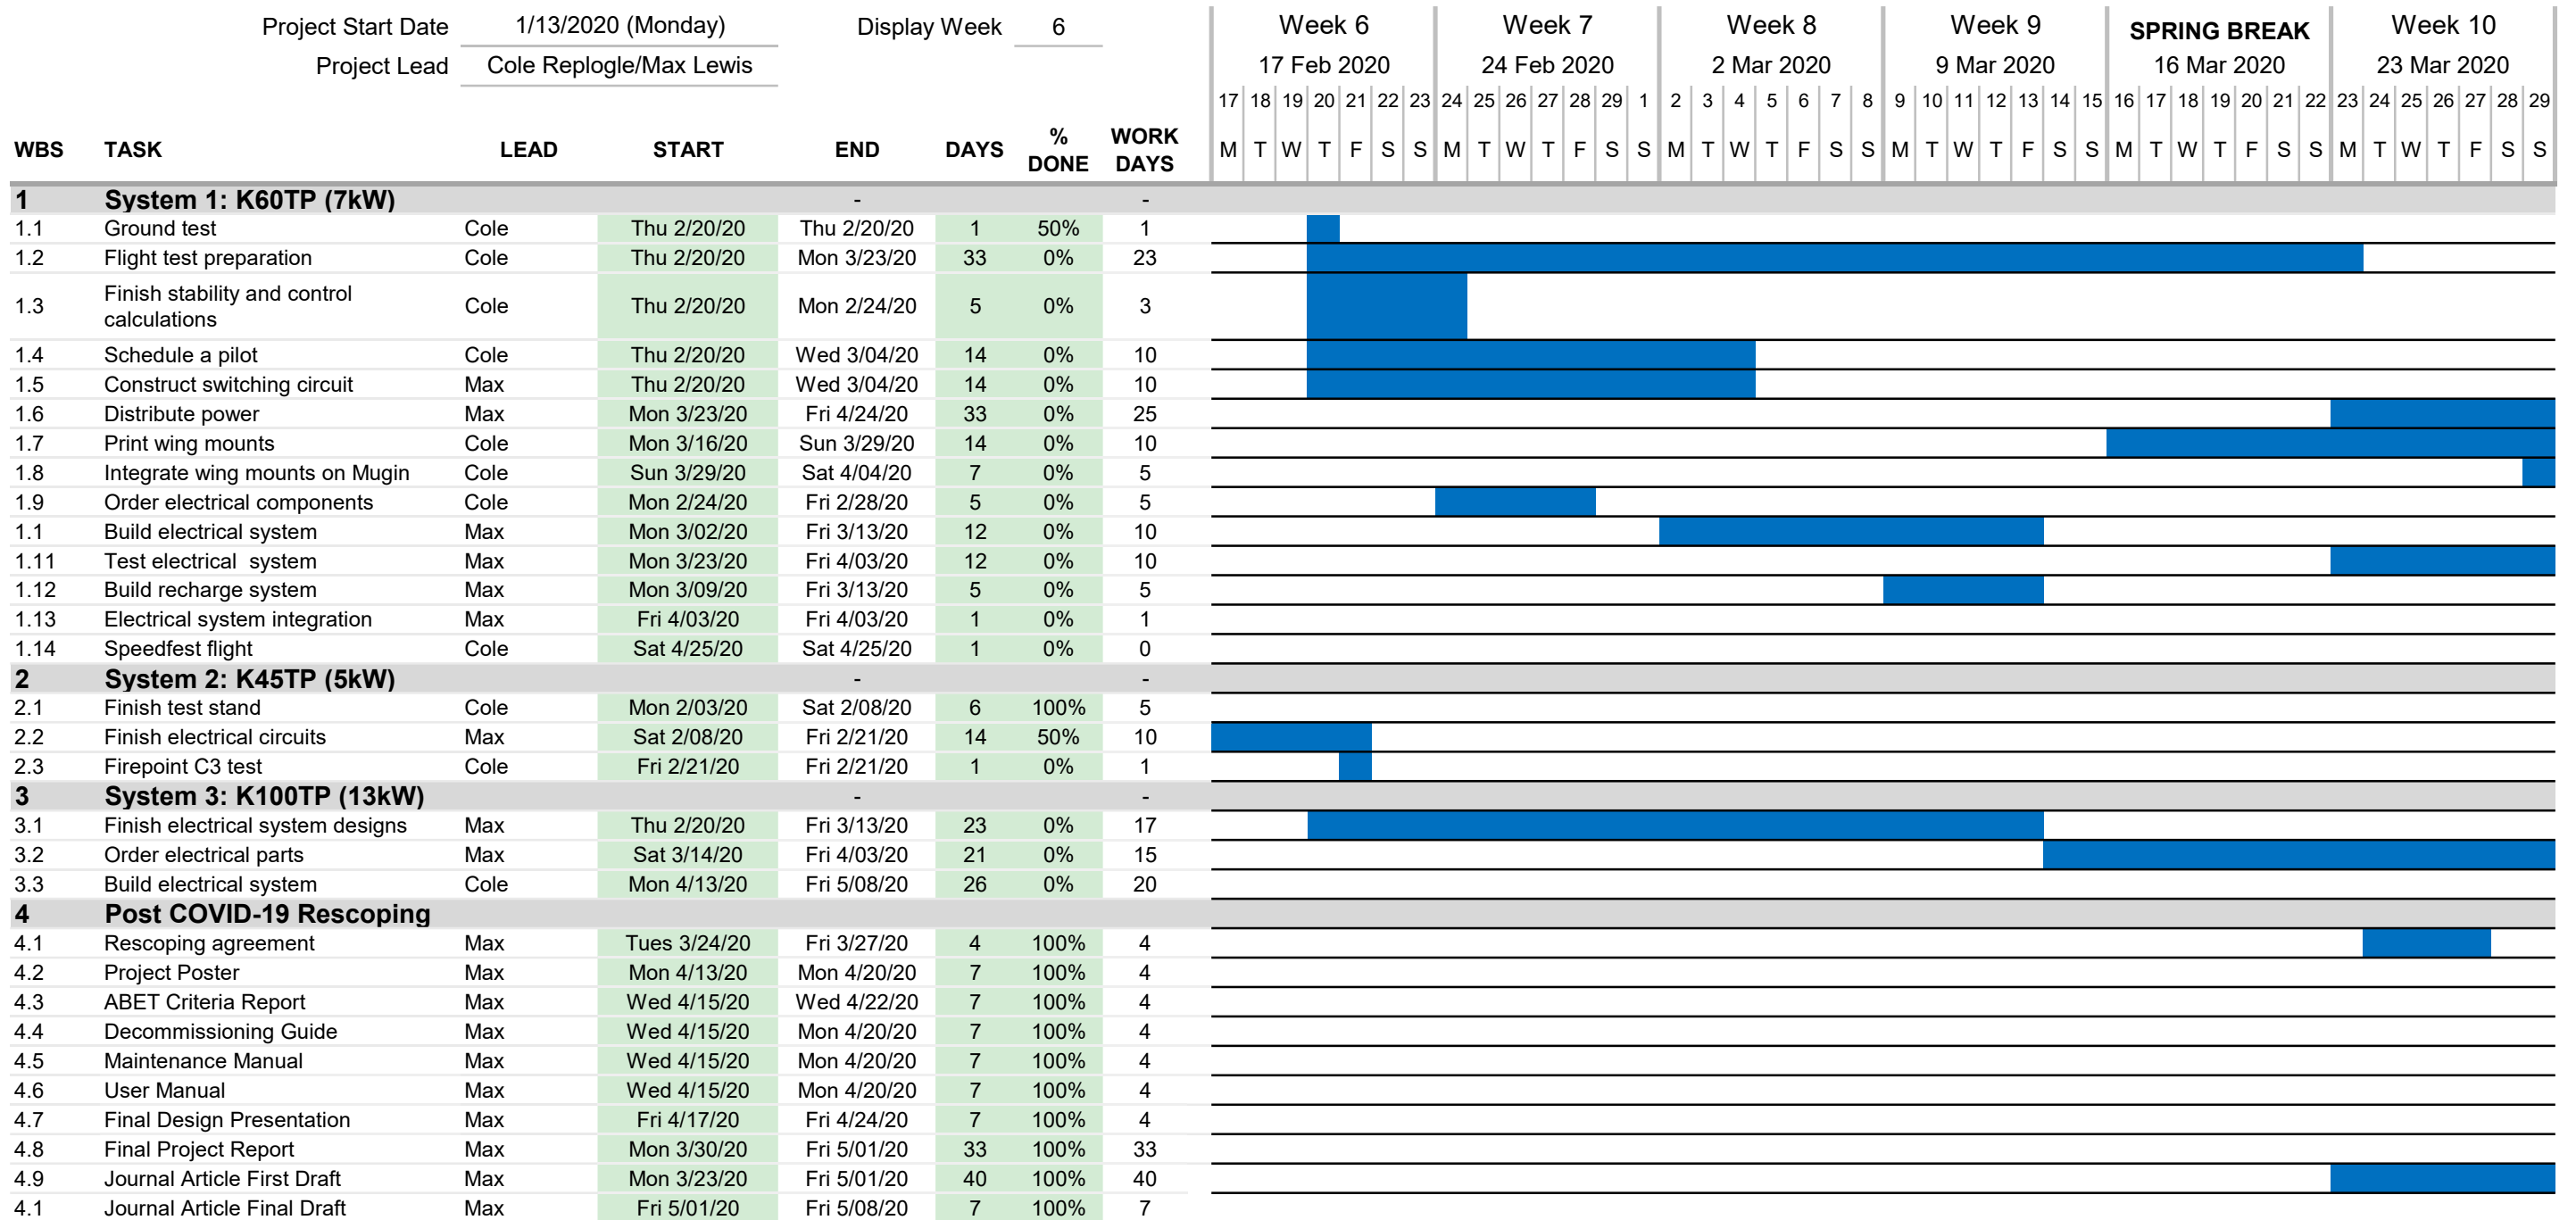 Project Start Date 1/13/2020 (Monday) Display Week 6 Week 6 Week 7 Week 8 Week 9 SPRING BREAK Week 10
Project Lead Cole Replogle/Max Lewis 17 Feb 2020 24 Feb 2020 2 Mar 2020 9 Mar 2020 16 Mar 2020 23 Mar 2020
17 18 19 20 21 22 23 24 25 26 27 28 29 1 2 3 4 5 6 7 8 9 10 11 12 13 14 15 16 17 18 19 20 21 22 23 24 25 26 27 28 29
WBS TASK LEAD START END DAYS % DONE WORK DAYS M T W T F S S M T W T F S S M T W T F S S M T W T F S S M T W T F S S M T W T F S S
1 System 1: K60TP (7kW) - -
1.1 Ground test Cole Thu 2/20/20 Thu 2/20/20 1 50% 1
1.2 Flight test preparation Cole Thu 2/20/20 Mon 3/23/20 33 0% 23
1.3 Finish stability and control calculations Cole Thu 2/20/20 Mon 2/24/20 5 0% 3
1.4 Schedule a pilot Cole Thu 2/20/20 Wed 3/04/20 14 0% 10
1.5 Construct switching circuit Max Thu 2/20/20 Wed 3/04/20 14 0% 10
1.6 Distribute power Max Mon 3/23/20 Fri 4/24/20 33 0% 25
1.7 Print wing mounts Cole Mon 3/16/20 Sun 3/29/20 14 0% 10
1.8 Integrate wing mounts on Mugin Cole Sun 3/29/20 Sat 4/04/20 7 0% 5
1.9 Order electrical components Cole Mon 2/24/20 Fri 2/28/20 5 0% 5
1.1 Build electrical system Max Mon 3/02/20 Fri 3/13/20 12 0% 10
1.11 Test electrical system Max Mon 3/23/20 Fri 4/03/20 12 0% 10
1.12 Build recharge system Max Mon 3/09/20 Fri 3/13/20 5 0% 5
1.13 Electrical system integration Max Fri 4/03/20 Fri 4/03/20 1 0% 1
1.14 Speedfest flight Cole Sat 4/25/20 Sat 4/25/20 1 0% 0
2 System 2: K45TP (5kW) - -
2.1 Finish test stand Cole Mon 2/03/20 Sat 2/08/20 6 100% 5
2.2 Finish electrical circuits Max Sat 2/08/20 Fri 2/21/20 14 50% 10
2.3 Firepoint C3 test Cole Fri 2/21/20 Fri 2/21/20 1 0% 1
3 System 3: K100TP (13kW) - -
3.1 Finish electrical system designs Max Thu 2/20/20 Fri 3/13/20 23 0% 17
3.2 Order electrical parts Max Sat 3/14/20 Fri 4/03/20 21 0% 15
3.3 Build electrical system Cole Mon 4/13/20 Fri 5/08/20 26 0% 20
4 Post COVID-19 Rescoping
4.1 Rescoping agreement Max Tues 3/24/20 Fri 3/27/20 4 100% 4
4.2 Project Poster Max Mon 4/13/20 Mon 4/20/20 7 100% 4
4.3 ABET Criteria Report Max Wed 4/15/20 Wed 4/22/20 7 100% 4
4.4 Decommissioning Guide Max Wed 4/15/20 Mon 4/20/20 7 100% 4
4.5 Maintenance Manual Max Wed 4/15/20 Mon 4/20/20 7 100% 4
4.6 User Manual Max Wed 4/15/20 Mon 4/20/20 7 100% 4
4.7 Final Design Presentation Max Fri 4/17/20 Fri 4/24/20 7 100% 4
4.8 Final Project Report Max Mon 3/30/20 Fri 5/01/20 33 100% 33
4.9 Journal Article First Draft Max Mon 3/23/20 Fri 5/01/20 40 100% 40
4.1 Journal Article Final Draft Max Fri 5/01/20 Fri 5/08/20 7 100% 7